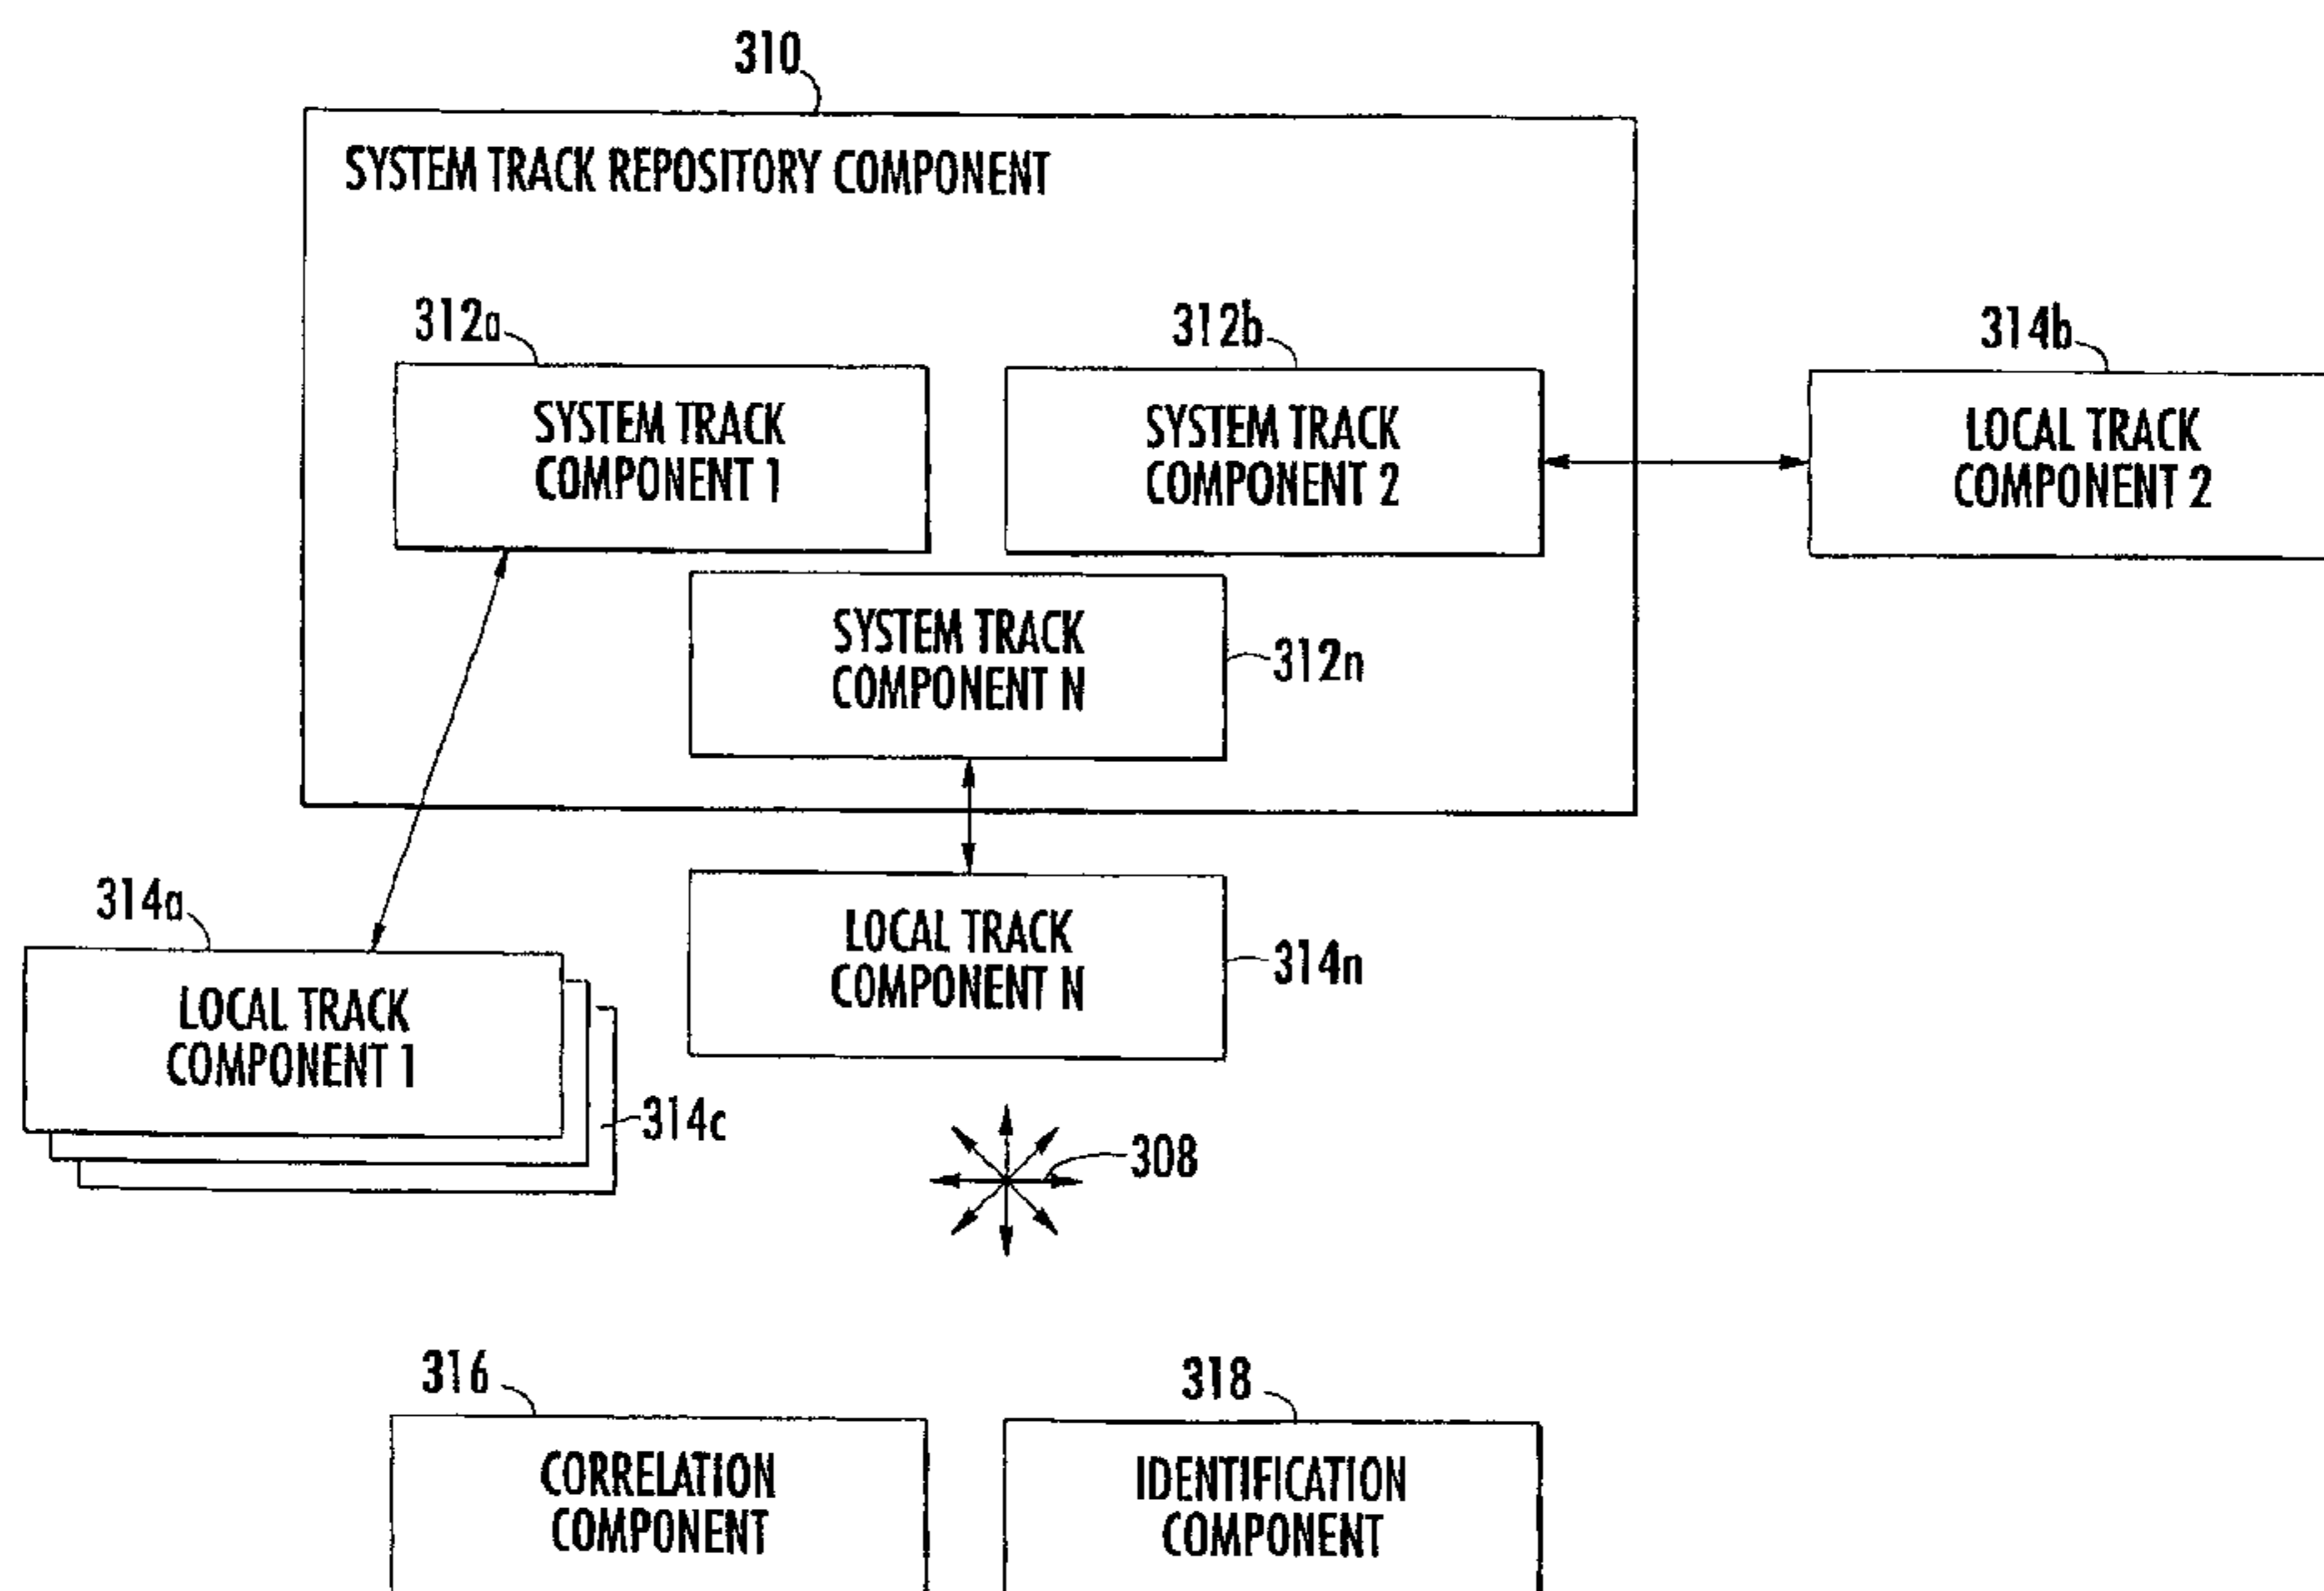 310
SYSTEM TRACK REPOSITORY COMPONENT
312a
312b
314b
SYSTEM TRACK
COMPONENT 1
SYSTEM TRACK
COMPONENT 2
LOCAL TRACK
COMPONENT 2
SYSTEM TRACK
COMPONENT N
312n
314a
LOCAL TRACK
COMPONENT N
314n
LOCAL TRACK
COMPONENT 1
314c
308
316
318
CORRELATION
COMPONENT
IDENTIFICATION
COMPONENT